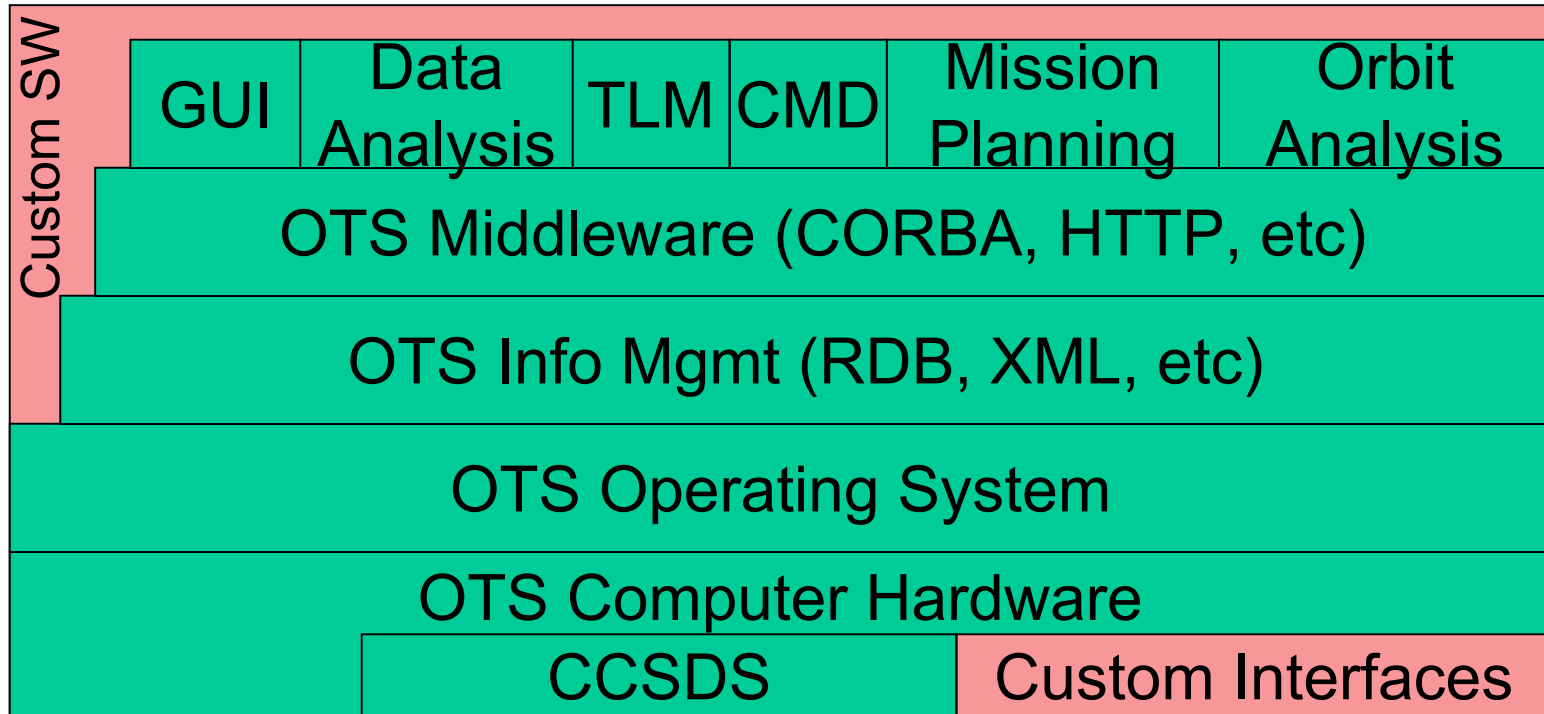 Custom SW
GUI
Data
Analysis
TLM
CMD
Mission
Planning
Orbit
Analysis
OTS Middleware (CORBA, HTTP, etc)
OTS Info Mgmt (RDB, XML, etc)
OTS Operating System
OTS Computer Hardware
CCSDS
Custom Interfaces